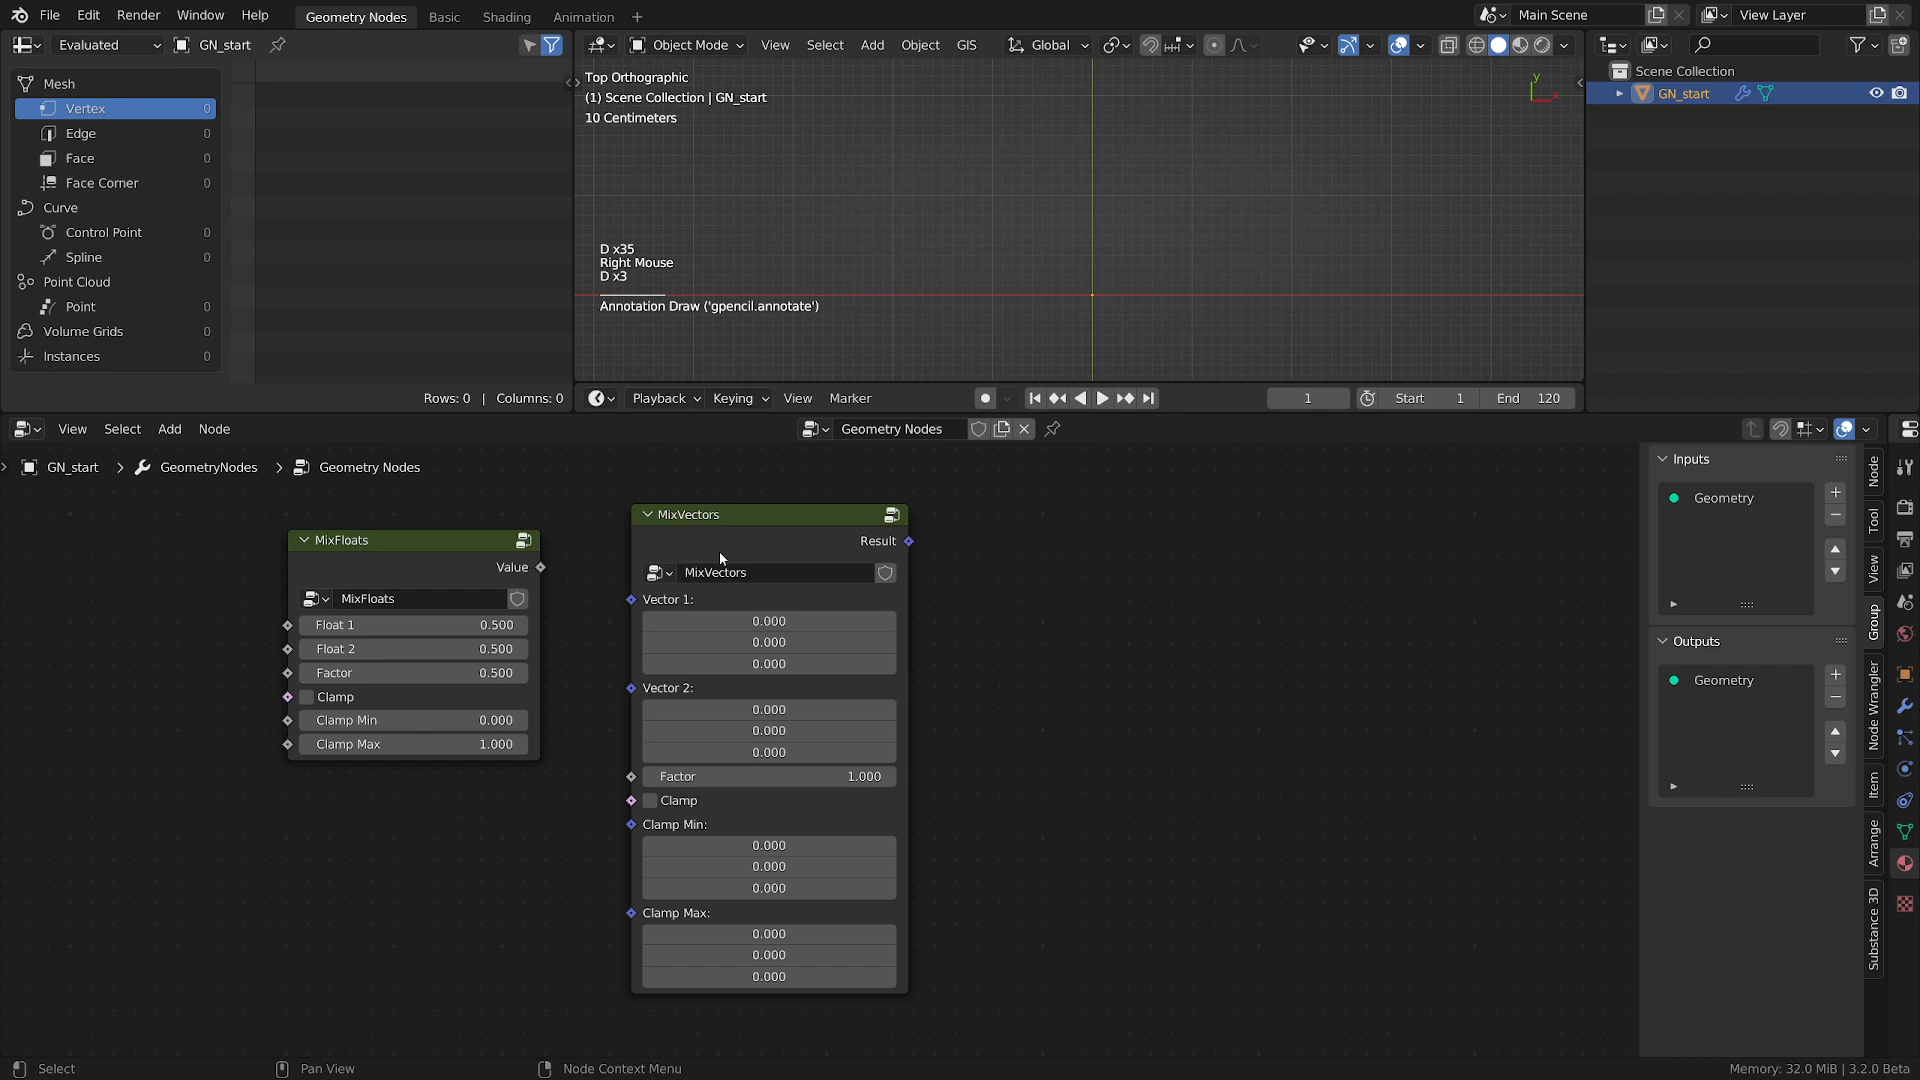 File Edit Render Window Help Geometry Nodes Basic Shading Animation + Main Scene View Layer
Evaluated GN_start
Object Mode View Select Add Object GIS Global
Mesh
Vertex 0
Edge 0
Face 0
Face Corner 0
Curve
Control Point 0
Spline 0
Point Cloud
Point 0
Volume Grids 0
Instances 0
Rows: 0 | Columns: 0
Top Orthographic
(1) Scene Collection | GN_start
10 Centimeters
Y
X
D x35
Right Mouse
D x3
Annotation Draw ('gpencil.annotate')
Scene Collection
GN_start
Playback Keying View Marker 1 Start 1 End 120
View Select Add Node Geometry Nodes
GN_start > GeometryNodes > Geometry Nodes
MixFloats
Value
MixFloats
Float 1 0.500
Float 2 0.500
Factor 0.500
Clamp
Clamp Min 0.000
Clamp Max 1.000
MixVectors
Result
MixVectors
Vector 1:
0.000
0.000
0.000
Vector 2:
0.000
0.000
0.000
Factor 1.000
Clamp
Clamp Min:
0.000
0.000
0.000
Clamp Max:
0.000
0.000
0.000
Inputs
Geometry
Outputs
Geometry
Node
Tool
View
Group
Node Wrangler
Item
Arrange
Substance 3D
Select Pan View Node Context Menu Memory: 32.0 MiB | 3.2.0 Beta